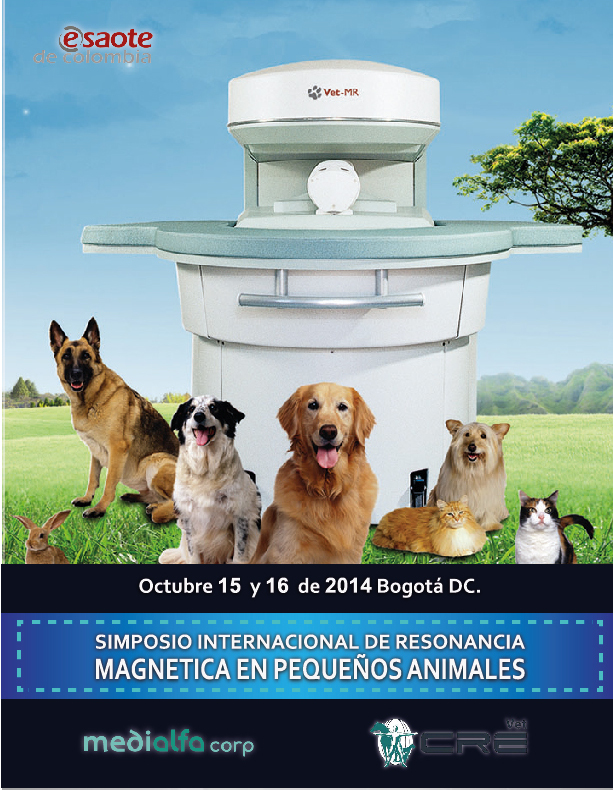 esaote
de colombia
Vet-MR
Octubre 15 y 16 de 2014 Bogotá DC.
SIMPOSIO INTERNACIONAL DE RESONANCIA
MAGNETICA EN PEQUEÑOS ANIMALES
medialfa corp
Vet
CRE